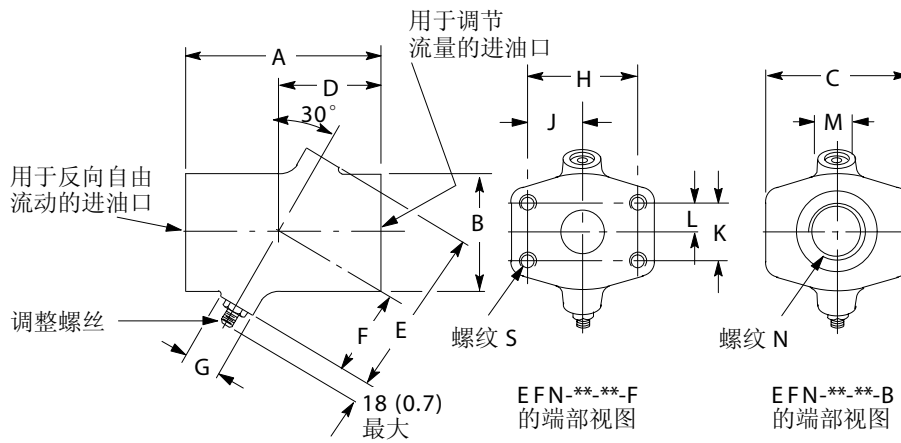 用于调节
流量的进油口
A
D
30°
用于反向自由
流动的进油口
B
调整螺丝
G
F
E
18 (0.7)
最大
H
J
L
K
螺纹 S
EFN-**-**-F
的端部视图
C
M
螺纹 N
EFN-**-**-B
的端部视图